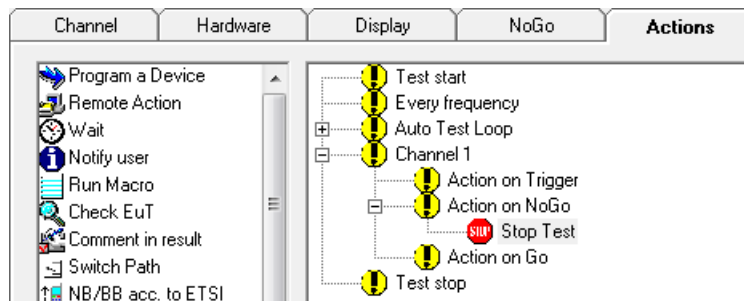 Channel Hardware Display NoGo Actions
Program a Device
Remote Action
Wait
Notify user
Run Macro
Check EuT
Comment in result
Switch Path
NB/BB acc. to ETSI
Test start
Every frequency
Auto Test Loop
Channel 1
Action on Trigger
Action on NoGo
STOP Stop Test
Action on Go
Test stop